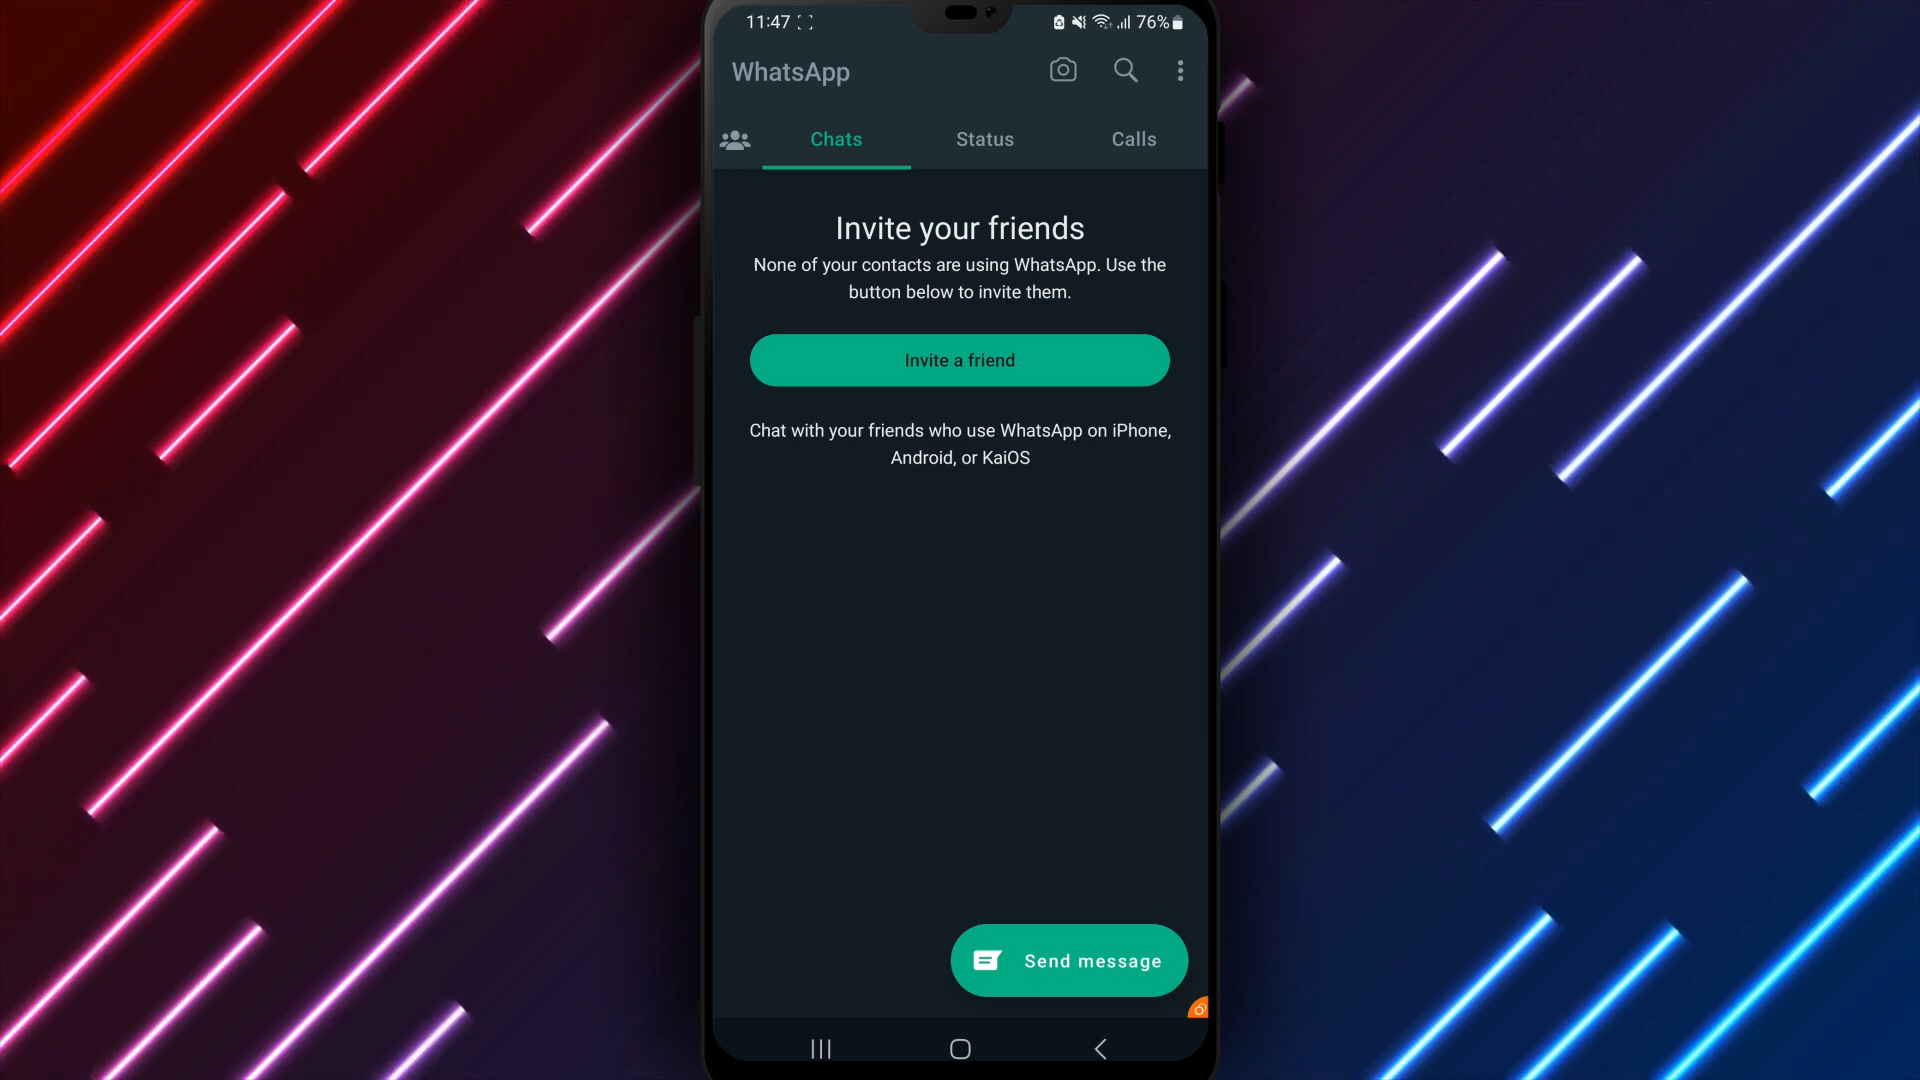 11:47
76%
WhatsApp
Chats
Status
Calls
Invite your friends
None of your contacts are using WhatsApp. Use the
button below to invite them.
Invite a friend
Chat with your friends who use WhatsApp on iPhone,
Android, or KaiOS
Send message